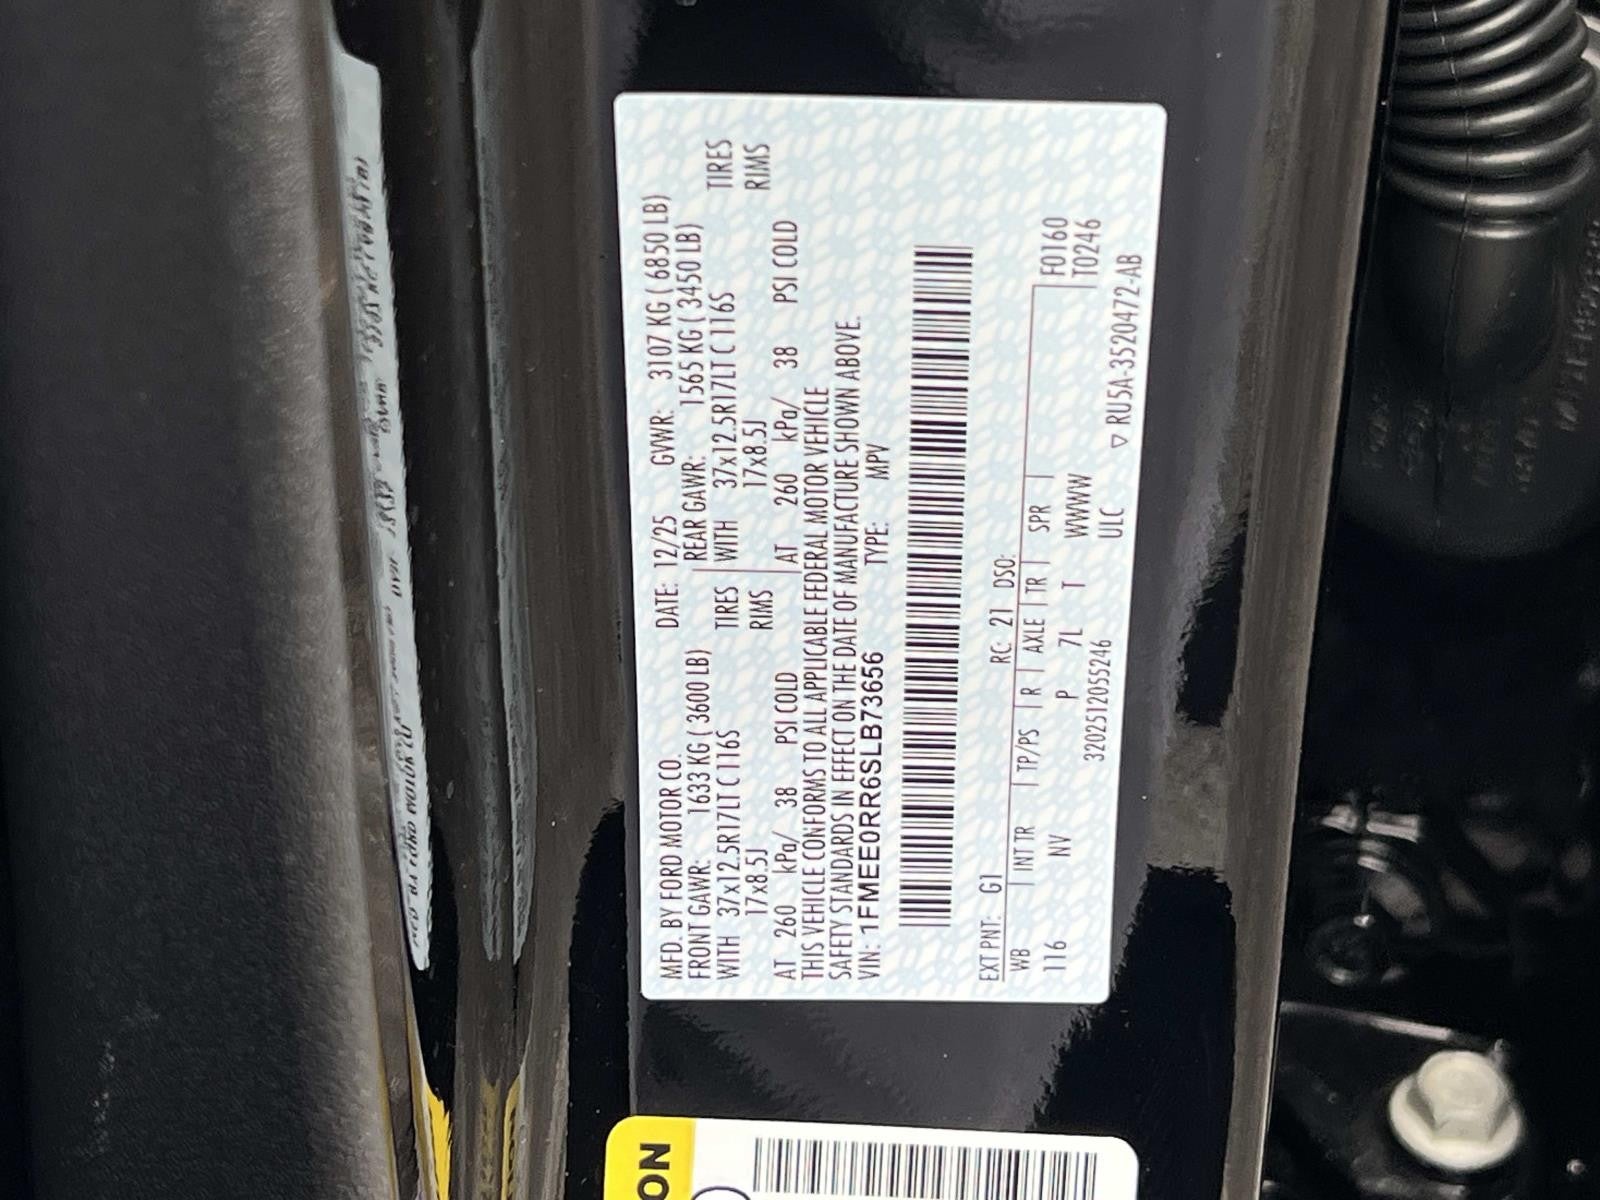 MFD. BY FORD MOTOR CO.
DATE: 12/25 GVWR: 3107 KG ( 6850 LB)
FRONT GAWR: 1633 KG ( 3600 LB)
REAR GAWR: 1565 KG ( 3450 LB)
WITH 37x12.5R17LT C 116S TIRES
WITH 37x12.5R17LT C 116S TIRES
17x8.5J RIMS
17x8.5J RIMS
AT 260 kPa/ 38 PSI COLD
AT 260 kPa/ 38 PSI COLD
THIS VEHICLE CONFORMS TO ALL APPLICABLE FEDERAL MOTOR VEHICLE
SAFETY STANDARDS IN EFFECT ON THE DATE OF MANUFACTURE SHOWN ABOVE.
VIN: 1FMEE0RR6SLB73656 TYPE: MPV
EXT PNT: G1 RC: 21 DSO:
WB INT TR TP/PS R AXLE TR SPR F0160
116 NV P 7L T WWWW T0246
ULC
3202512055246 ▽ RU5A-3520472-AB
ON